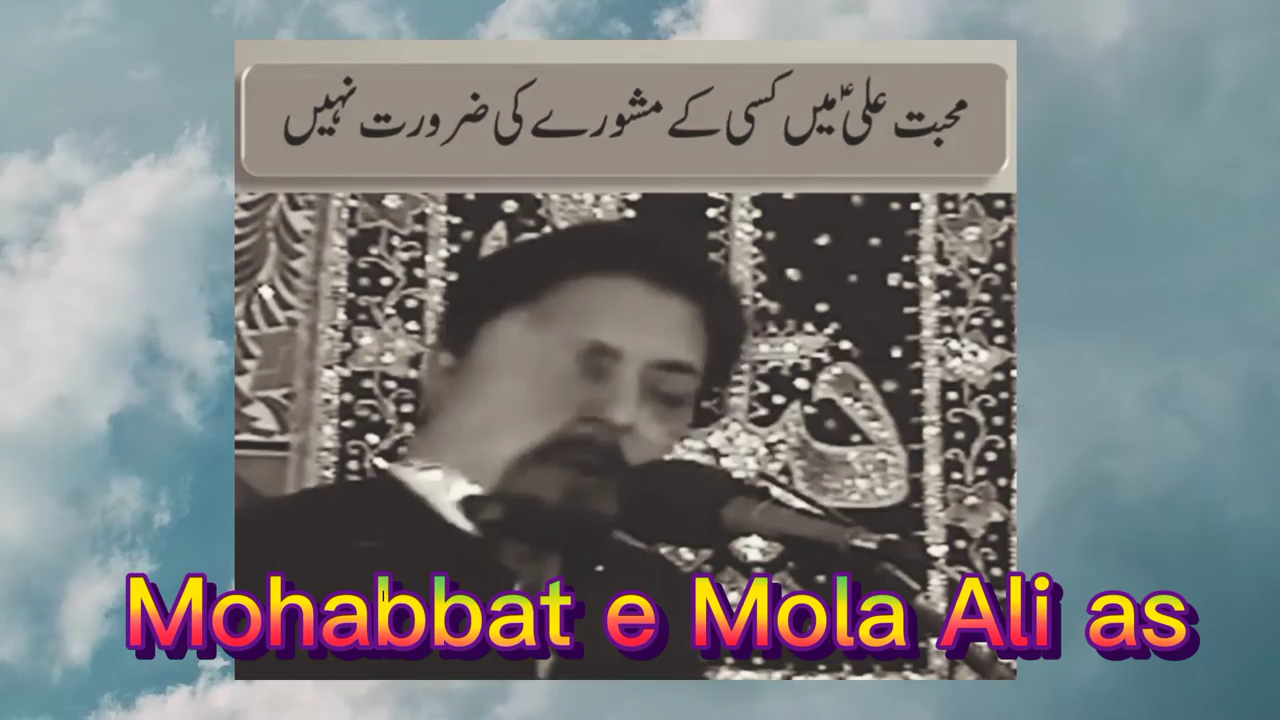 محبت علیؑ میں کسی کے مشورے کی ضرورت نہیں
Mohabbat e Mola Ali as